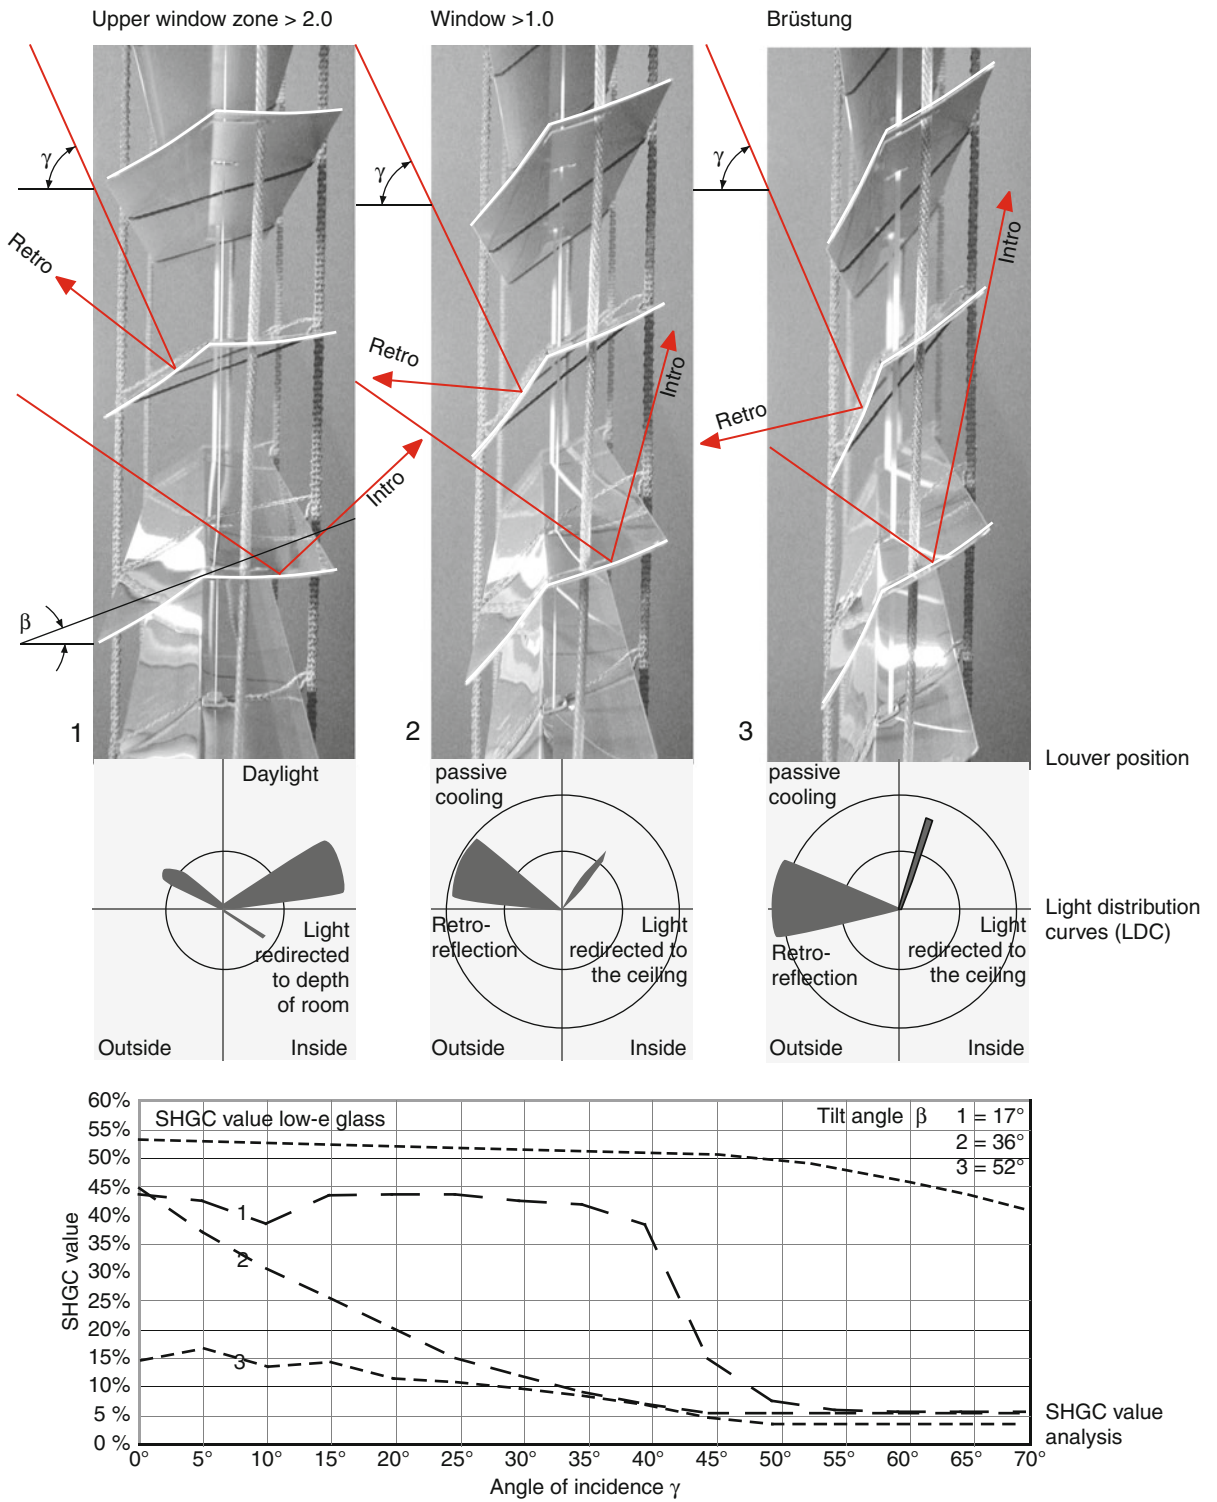 Upper window zone > 2.0
Window >1.0
Brüstung
γ
γ
γ
Retro
Intro
Retro
Intro
Retro
Intro
β
1
2
3
Louver position
Daylight
Light
redirected
to depth
of room
Outside
Inside
passive
cooling
Retro-
reflection
Light
redirected to
the ceiling
Outside
Inside
passive
cooling
Retro-
reflection
Light
redirected to
the ceiling
Outside
Inside
Light distribution
curves (LDC)
SHGC value low-e glass
Tilt angle β 1 = 17°
2 = 36°
3 = 52°
60%
55%
50%
45%
40%
35%
30%
25%
20%
15%
10%
5 %
0 %
SHGC value
1
2
3
0° 5° 10° 15° 20° 25° 30° 35° 40° 45° 50° 55° 60° 65° 70°
Angle of incidence γ
SHGC value
analysis